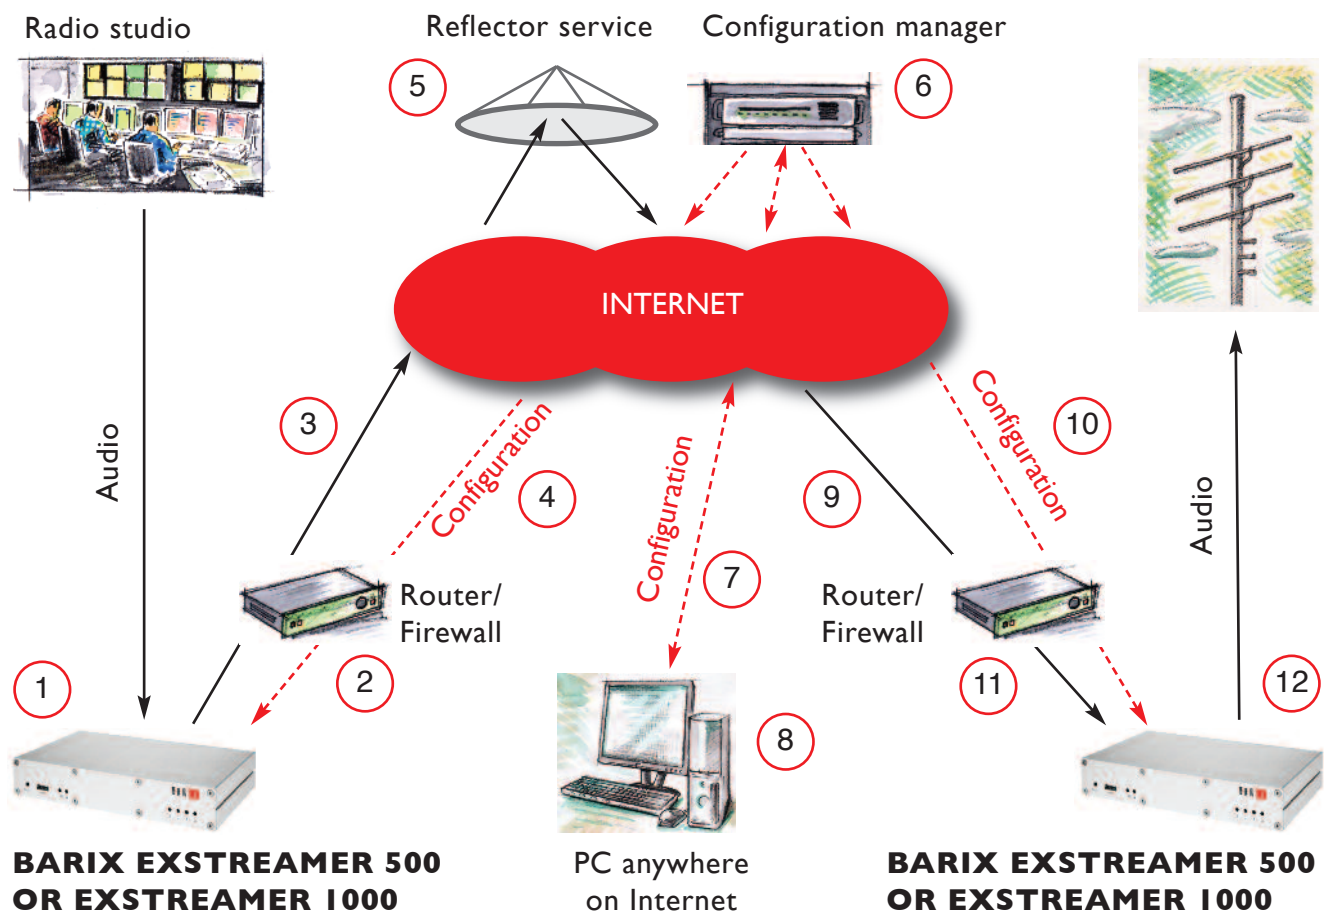 Radio studio
Reflector service
Configuration manager
5
6
INTERNET
3
Configuration
4
Configuration
7
9
Configuration
10
Audio
Audio
Router/
Firewall
Router/
Firewall
1
2
8
11
12
BARIX EXSTREAMER 500
OR EXSTREAMER 1000
PC anywhere
on Internet
BARIX EXSTREAMER 500
OR EXSTREAMER 1000